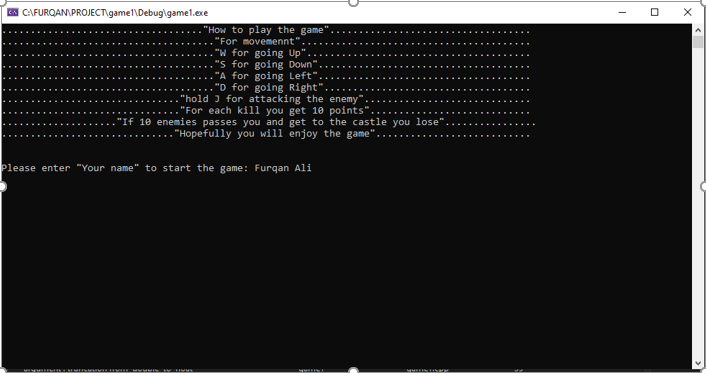 C:\FURQAN\PROJECT\game1\Debug\game1.exe
..................................."How to play the game"...................................
....................................."For movemennt".....................................
....................................."W for going Up".......................................
....................................."S for going Down".....................................
....................................."A for going Left".....................................
....................................."D for going Right"....................................
..............................."hold J for attacking the enemy".............................
..............................."For each kill you get 10 points"............................
...................."If 10 enemies passes you and get to the castle you lose"................
.............................."Hopefully you will enjoy the game"...........................
Please enter "Your name" to start the game: Furqan Ali